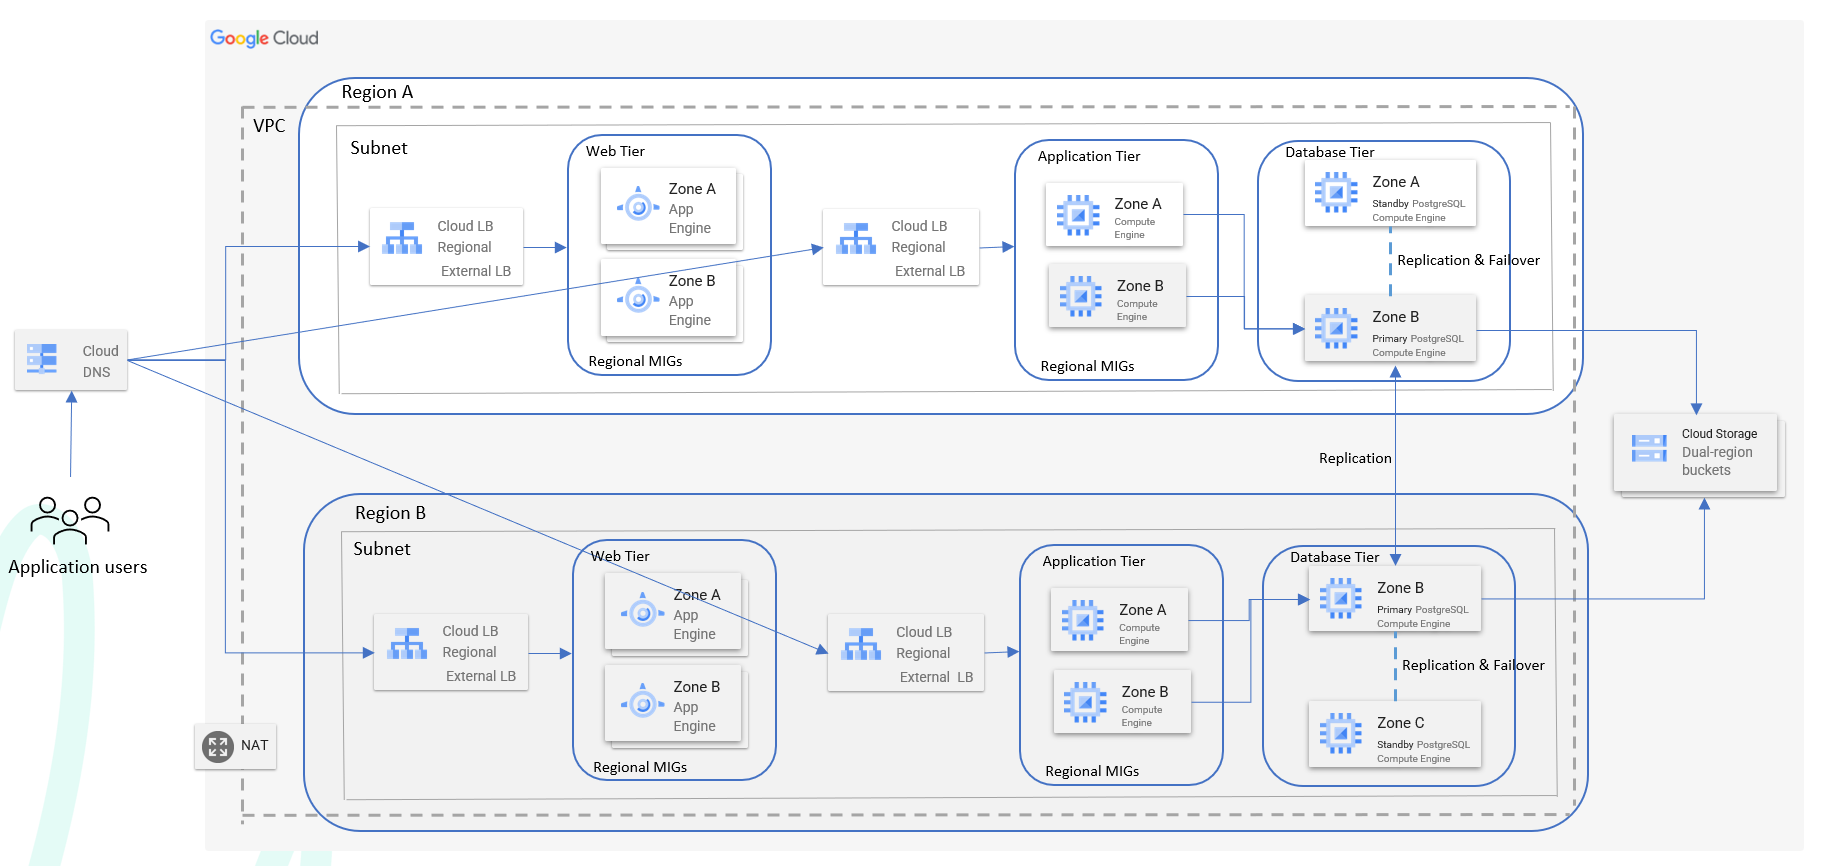 Google Cloud
Region A
VPC
Subnet
Web Tier
Zone A
App
Engine
Zone B
App
Engine
Regional MIGs
Cloud LB
Regional
External LB
Cloud LB
Regional
External LB
Application Tier
Zone A
Compute
Engine
Zone B
Compute
Engine
Regional MIGs
Database Tier
Zone A
Standby PostgreSQL
Compute Engine
Replication & Failover
Zone B
Primary PostgreSQL
Compute Engine
Cloud
DNS
Application users
Replication
Cloud Storage
Dual-region
buckets
Region B
Subnet
Web Tier
Zone A
App
Engine
Zone B
App
Engine
Regional MIGs
Cloud LB
Regional
External LB
Cloud LB
Regional
External LB
Application Tier
Zone A
Compute
Engine
Zone B
Compute
Engine
Regional MIGs
Database Tier
Zone B
Primary PostgreSQL
Compute Engine
Replication & Failover
Zone C
Standby PostgreSQL
Compute Engine
NAT